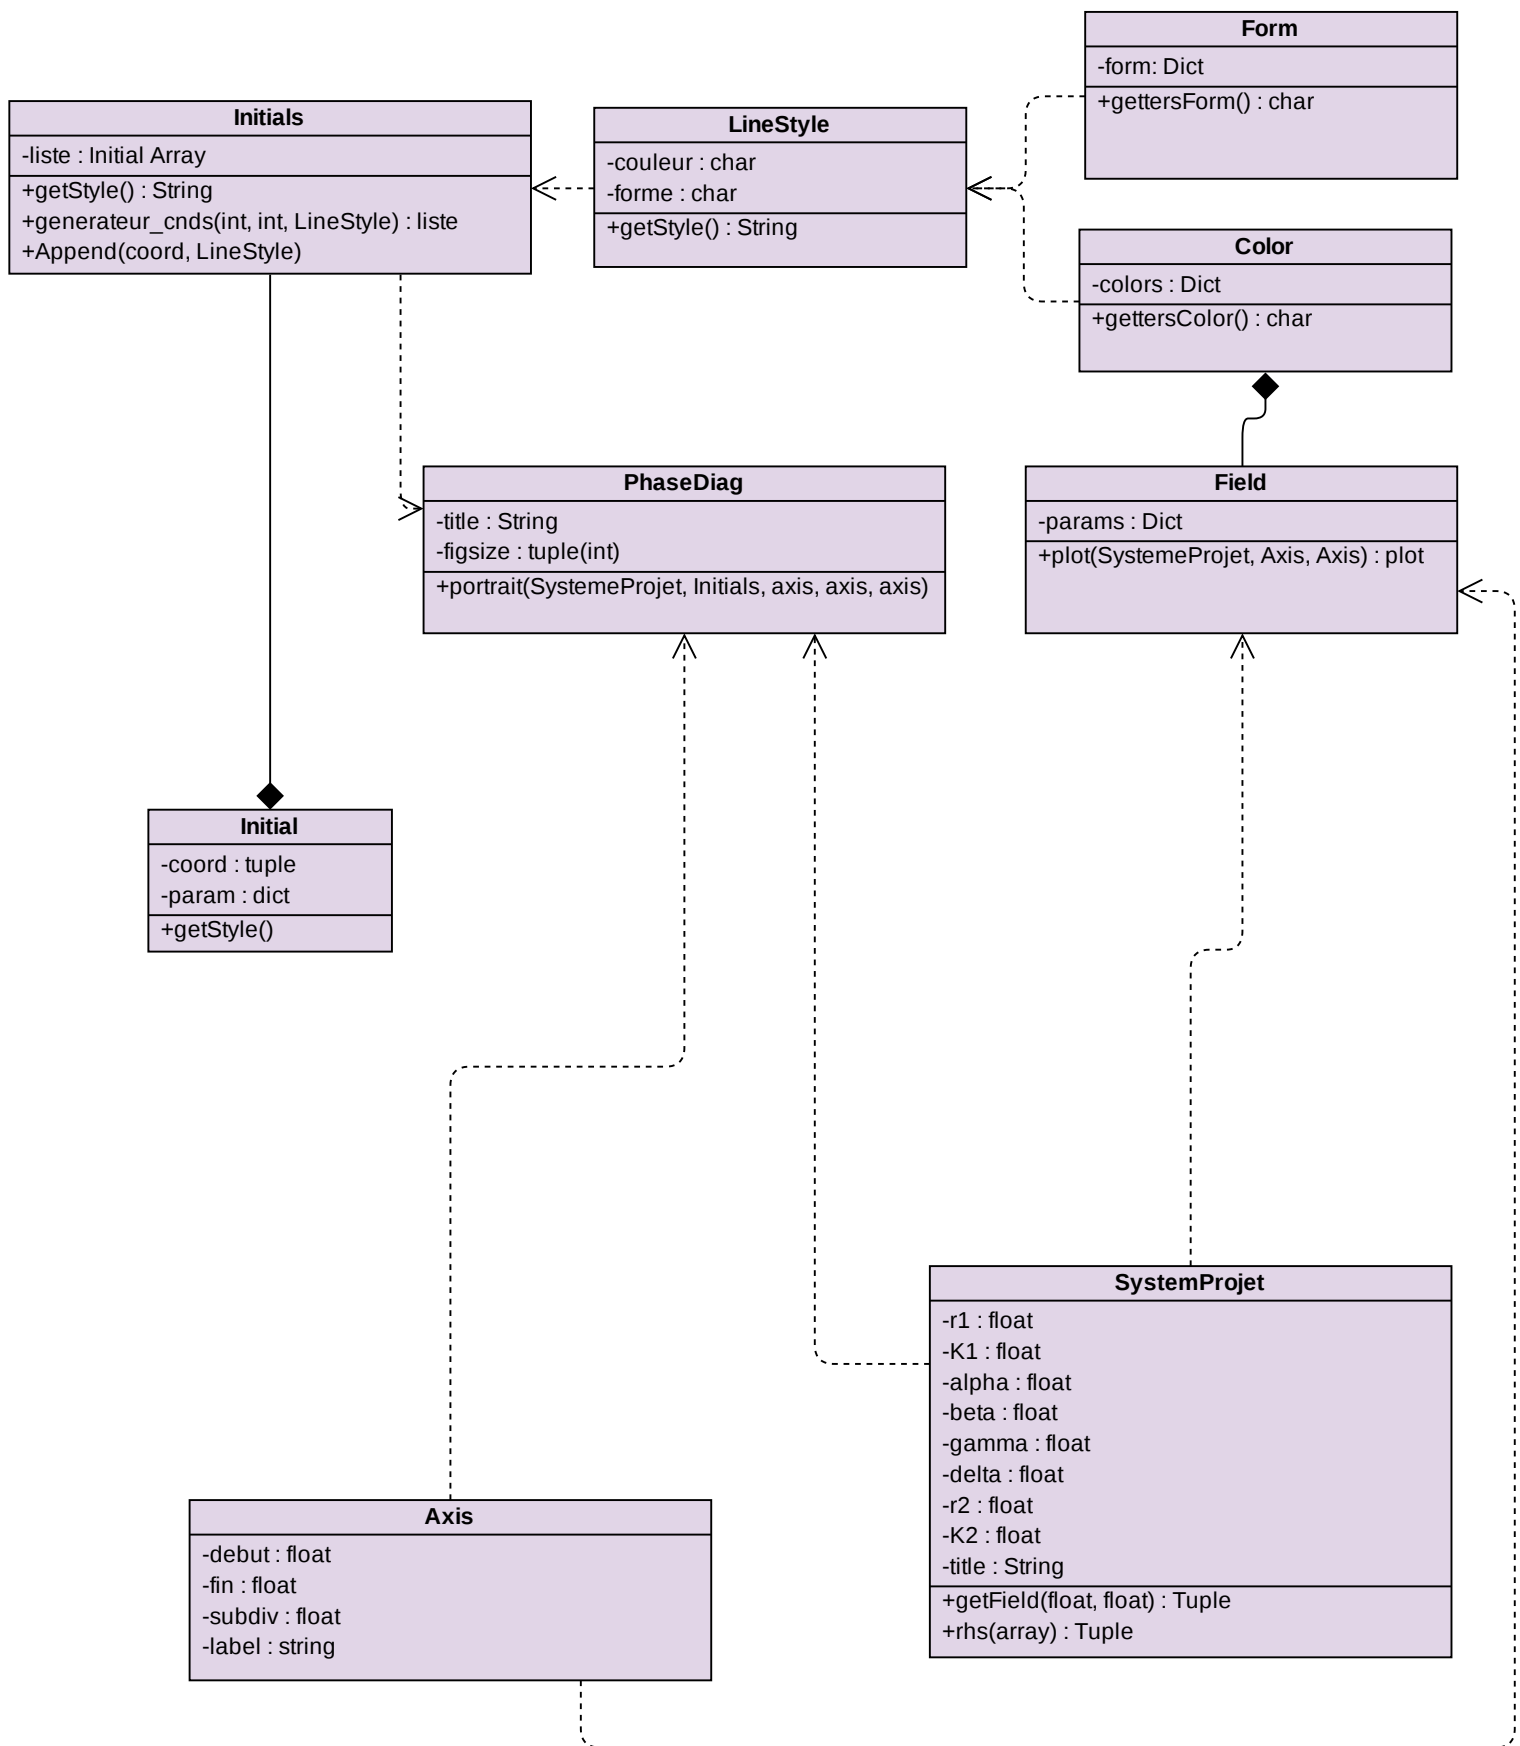 Form
-form: Dict
+gettersForm() : char
Initials
-liste : Initial Array
+getStyle() : String
+generateur_cnds(int, int, LineStyle) : liste
+Append(coord, LineStyle)
LineStyle
-couleur : char
-forme : char
+getStyle() : String
Color
-colors : Dict
+gettersColor() : char
PhaseDiag
-title : String
-figsize : tuple(int)
+portrait(SystemeProjet, Initials, axis, axis, axis)
Field
-params : Dict
+plot(SystemeProjet, Axis, Axis) : plot
Initial
-coord : tuple
-param : dict
+getStyle()
SystemProjet
-r1 : float
-K1 : float
-alpha : float
-beta : float
-gamma : float
-delta : float
-r2 : float
-K2 : float
-title : String
+getField(float, float) : Tuple
+rhs(array) : Tuple
Axis
-debut : float
-fin : float
-subdiv : float
-label : string